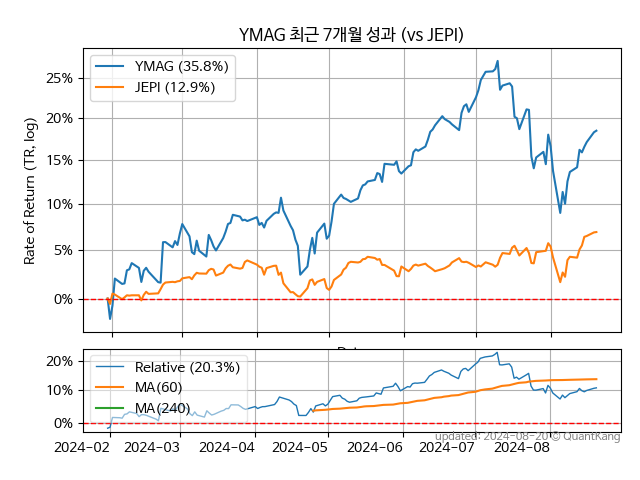 YMAG 최근 7개월 성과 (vs JEPI)
YMAG (35.8%)
JEPI (12.9%)
Rate of Return (TR, log)
25%
20%
15%
10%
5%
0%
Relative (20.3%)
MA(60)
MA(240)
20%
10%
0%
2024-02 2024-03 2024-04 2024-05 2024-06 2024-07 2024-08
updated: 2024-08-20 © QuantKang